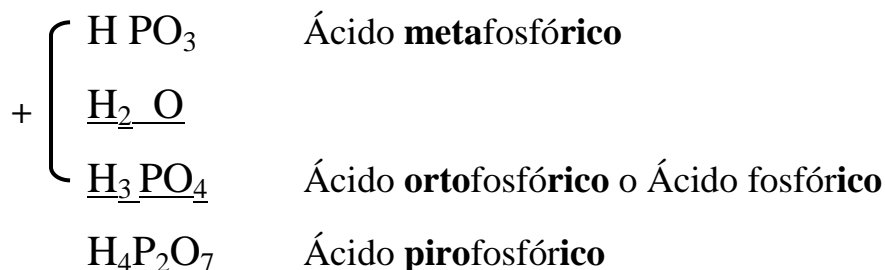 H PO₃ Ácido metafosfórico
+ H₂ O
H₃ PO₄ Ácido ortofosfórico o Ácido fosfórico
H₄P₂O₇ Ácido pirofosfórico